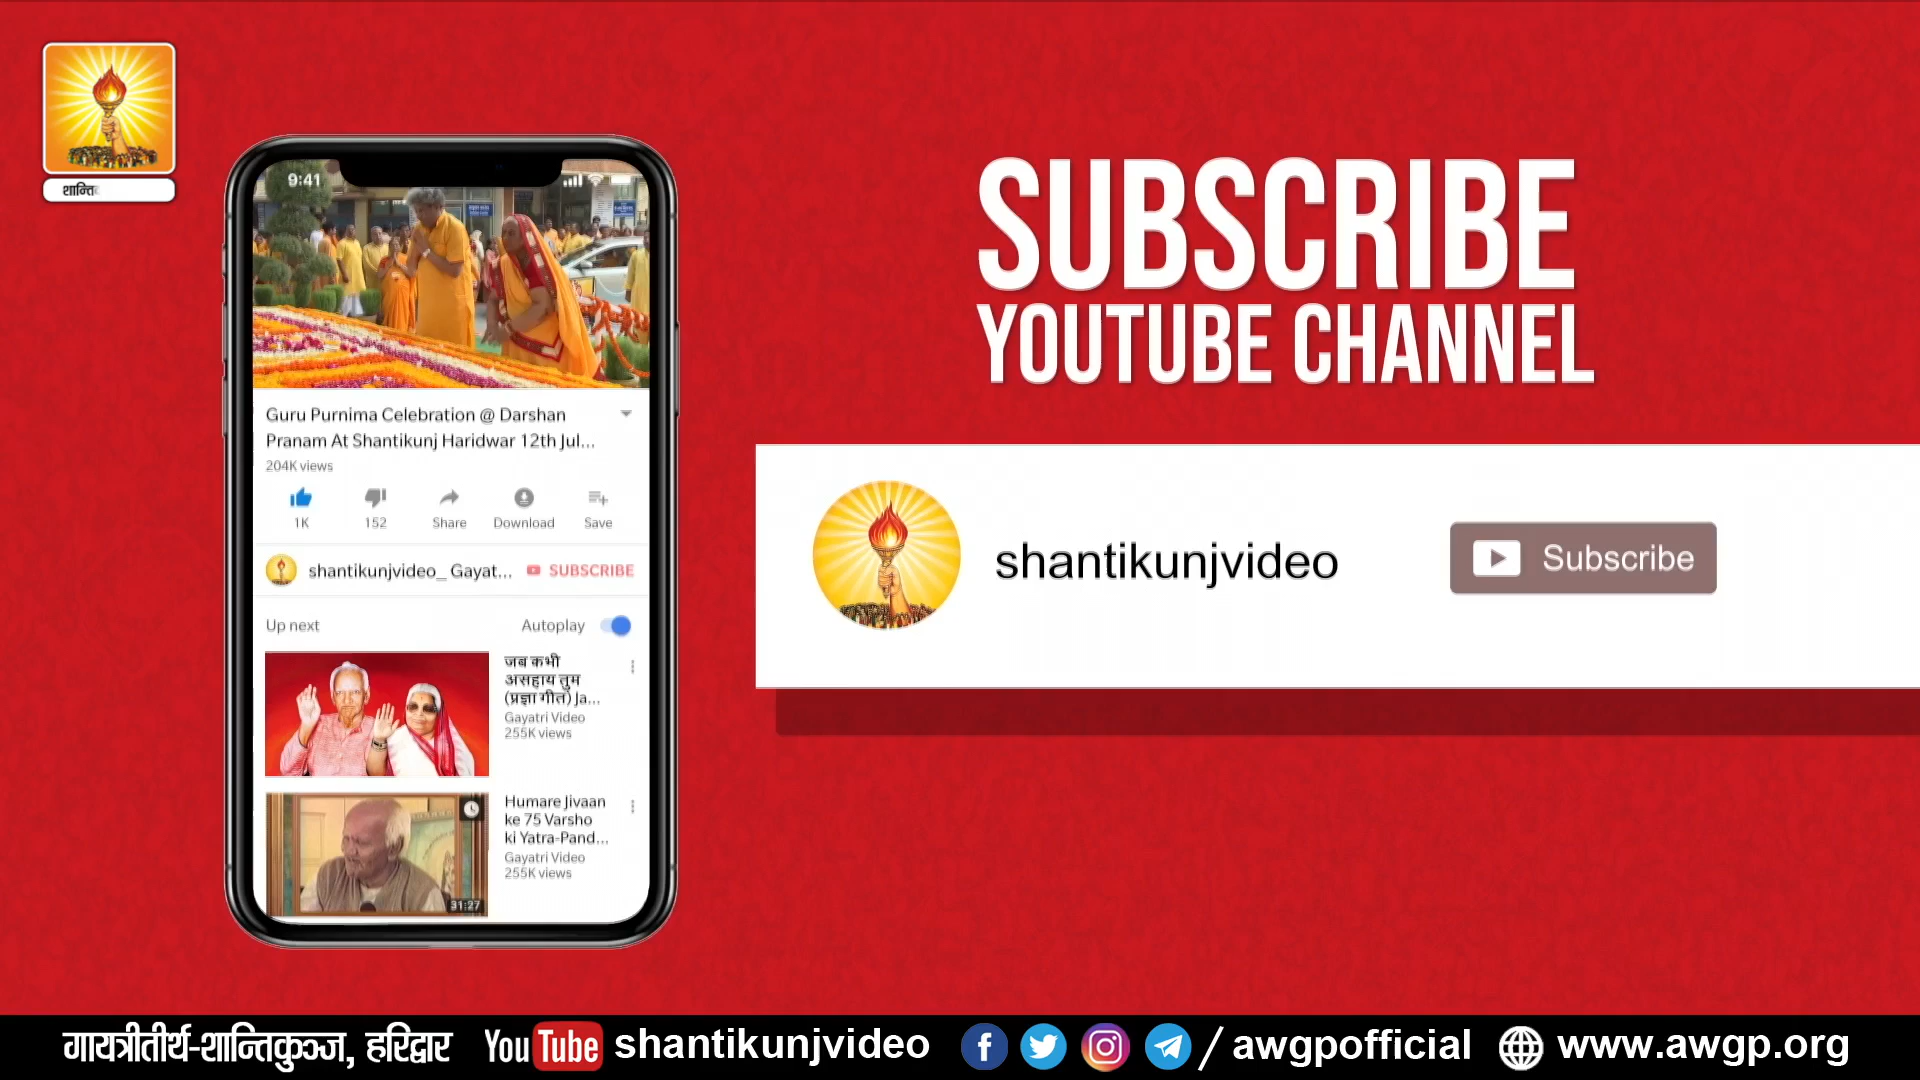 शान्ति
9:41
Guru Purnima Celebration @ Darshan
Pranam At Shantikunj Haridwar 12th Jul...
204K views
1K
152
Share
Download
Save
shantikunjvideo_ Gayat...
SUBSCRIBE
Up next
Autoplay
जब कभी
असहाय तुम
(प्रज्ञा गीत) Ja...
Gayatri Video
255K views
Humare Jivaan
ke 75 Varsho
ki Yatra-Pand...
Gayatri Video
255K views
31:27
SUBSCRIBE
YOUTUBE CHANNEL
shantikunjvideo
Subscribe
गायत्रीतीर्थ-शान्तिकुञ्ज, हरिद्वार YouTube shantikunjvideo / awgpofficial www.awgp.org